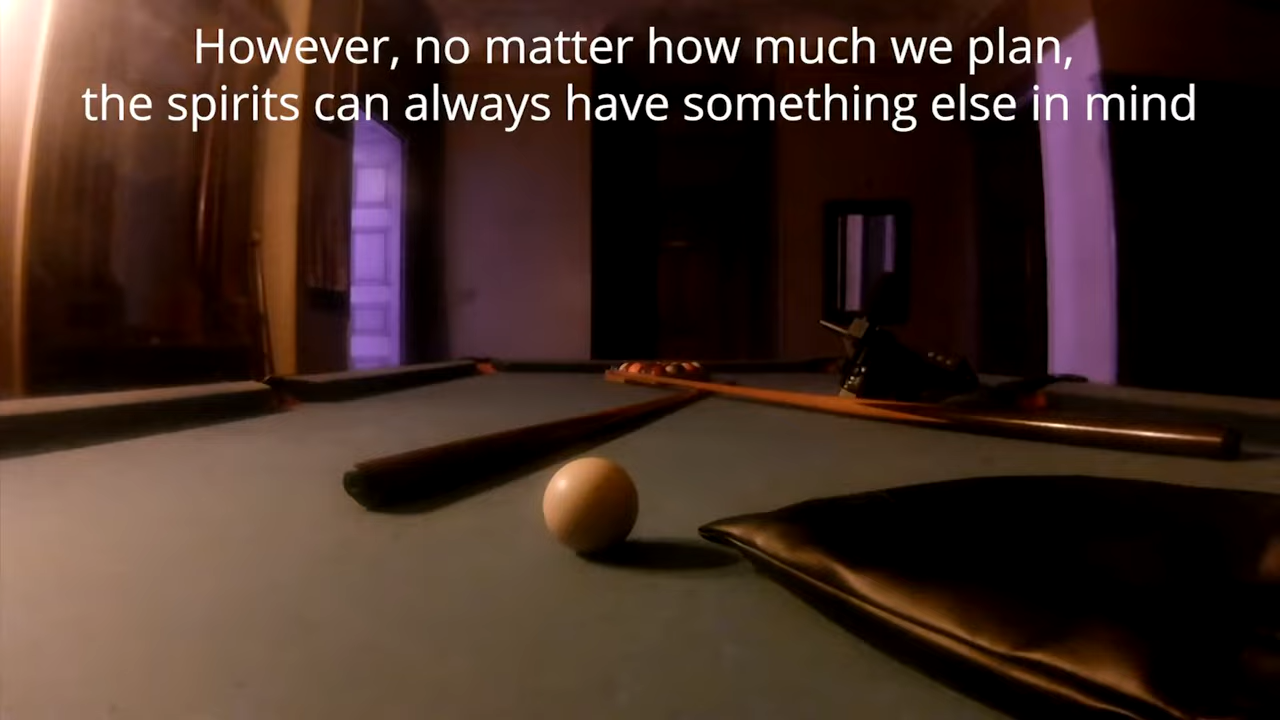 However, no matter how much we plan,
the spirits can always have something else in mind